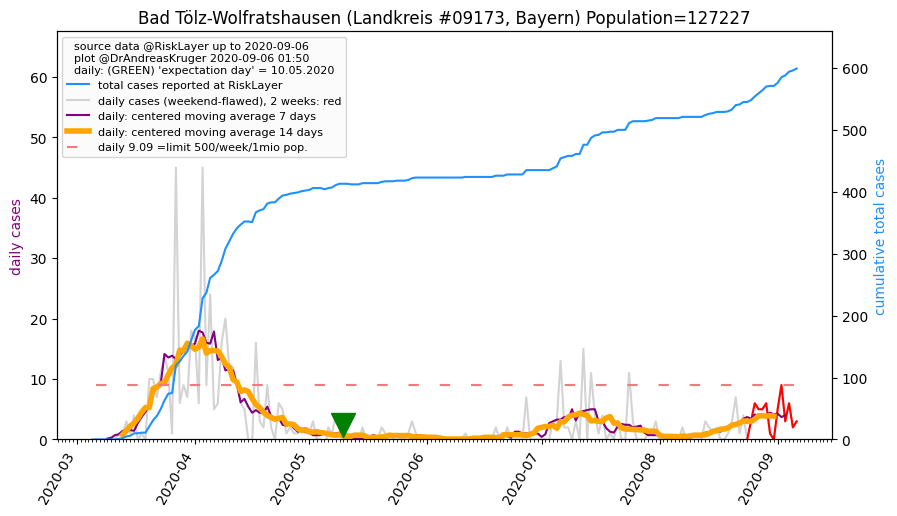 Bad Tölz-Wolfratshausen (Landkreis #09173, Bayern) Population=127227
source data @RiskLayer up to 2020-09-06
plot @DrAndreasKruger 2020-09-06 01:50
daily: (GREEN) 'expectation day' = 10.05.2020
total cases reported at RiskLayer
daily cases (weekend-flawed), 2 weeks: red
daily: centered moving average 7 days
daily: centered moving average 14 days
daily 9.09 =limit 500/week/1mio pop.
daily cases
60
50
40
30
20
10
0
cumulative total cases
600
500
400
300
200
100
0
2020-03
2020-04
2020-05
2020-06
2020-07
2020-08
2020-09